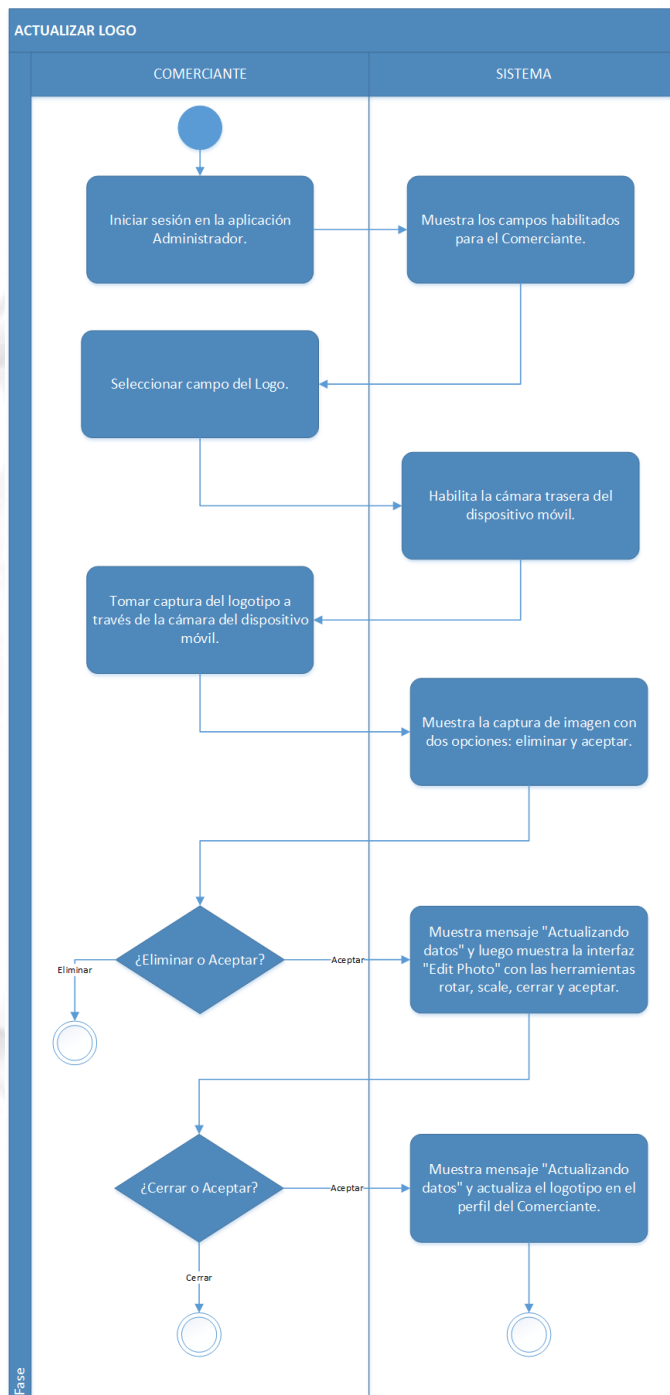 ACTUALIZAR LOGO
COMERCIANTE
SISTEMA
Iniciar sesión en la aplicación
Administrador.
Muestra los campos habilitados
para el Comerciante.
Seleccionar campo del Logo.
Habilita la cámara trasera del
dispositivo móvil.
Tomar captura del logotipo a
través de la cámara del dispositivo
móvil.
Muestra la captura de imagen con
dos opciones: eliminar y aceptar.
¿Eliminar o Aceptar?
Eliminar
Aceptar
Muestra mensaje "Actualizando
datos" y luego muestra la interfaz
"Edit Photo" con las herramientas
rotar, scale, cerrar y aceptar.
¿Cerrar o Aceptar?
Aceptar
Muestra mensaje "Actualizando
datos" y actualiza el logotipo en el
perfil del Comerciante.
Cerrar
Fase